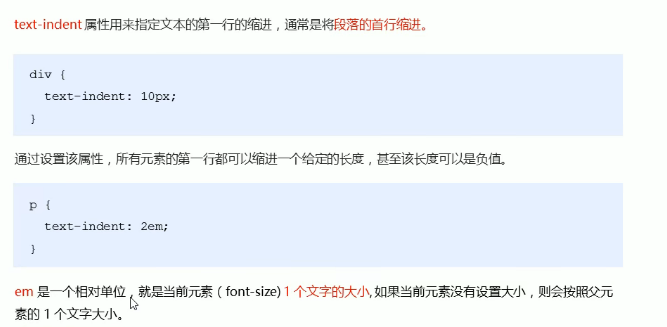 text-indent 属性用来指定文本的第一行的缩进，通常是将段落的首行缩进。
div {
text-indent: 10px;
}
通过设置该属性，所有元素的第一行都可以缩进一个给定的长度，甚至该长度可以是负值。
p {
text-indent: 2em;
}
em 是一个相对单位，就是当前元素（font-size) 1 个文字的大小, 如果当前元素没有设置大小，则会按照父元
素的 1 个文字大小。